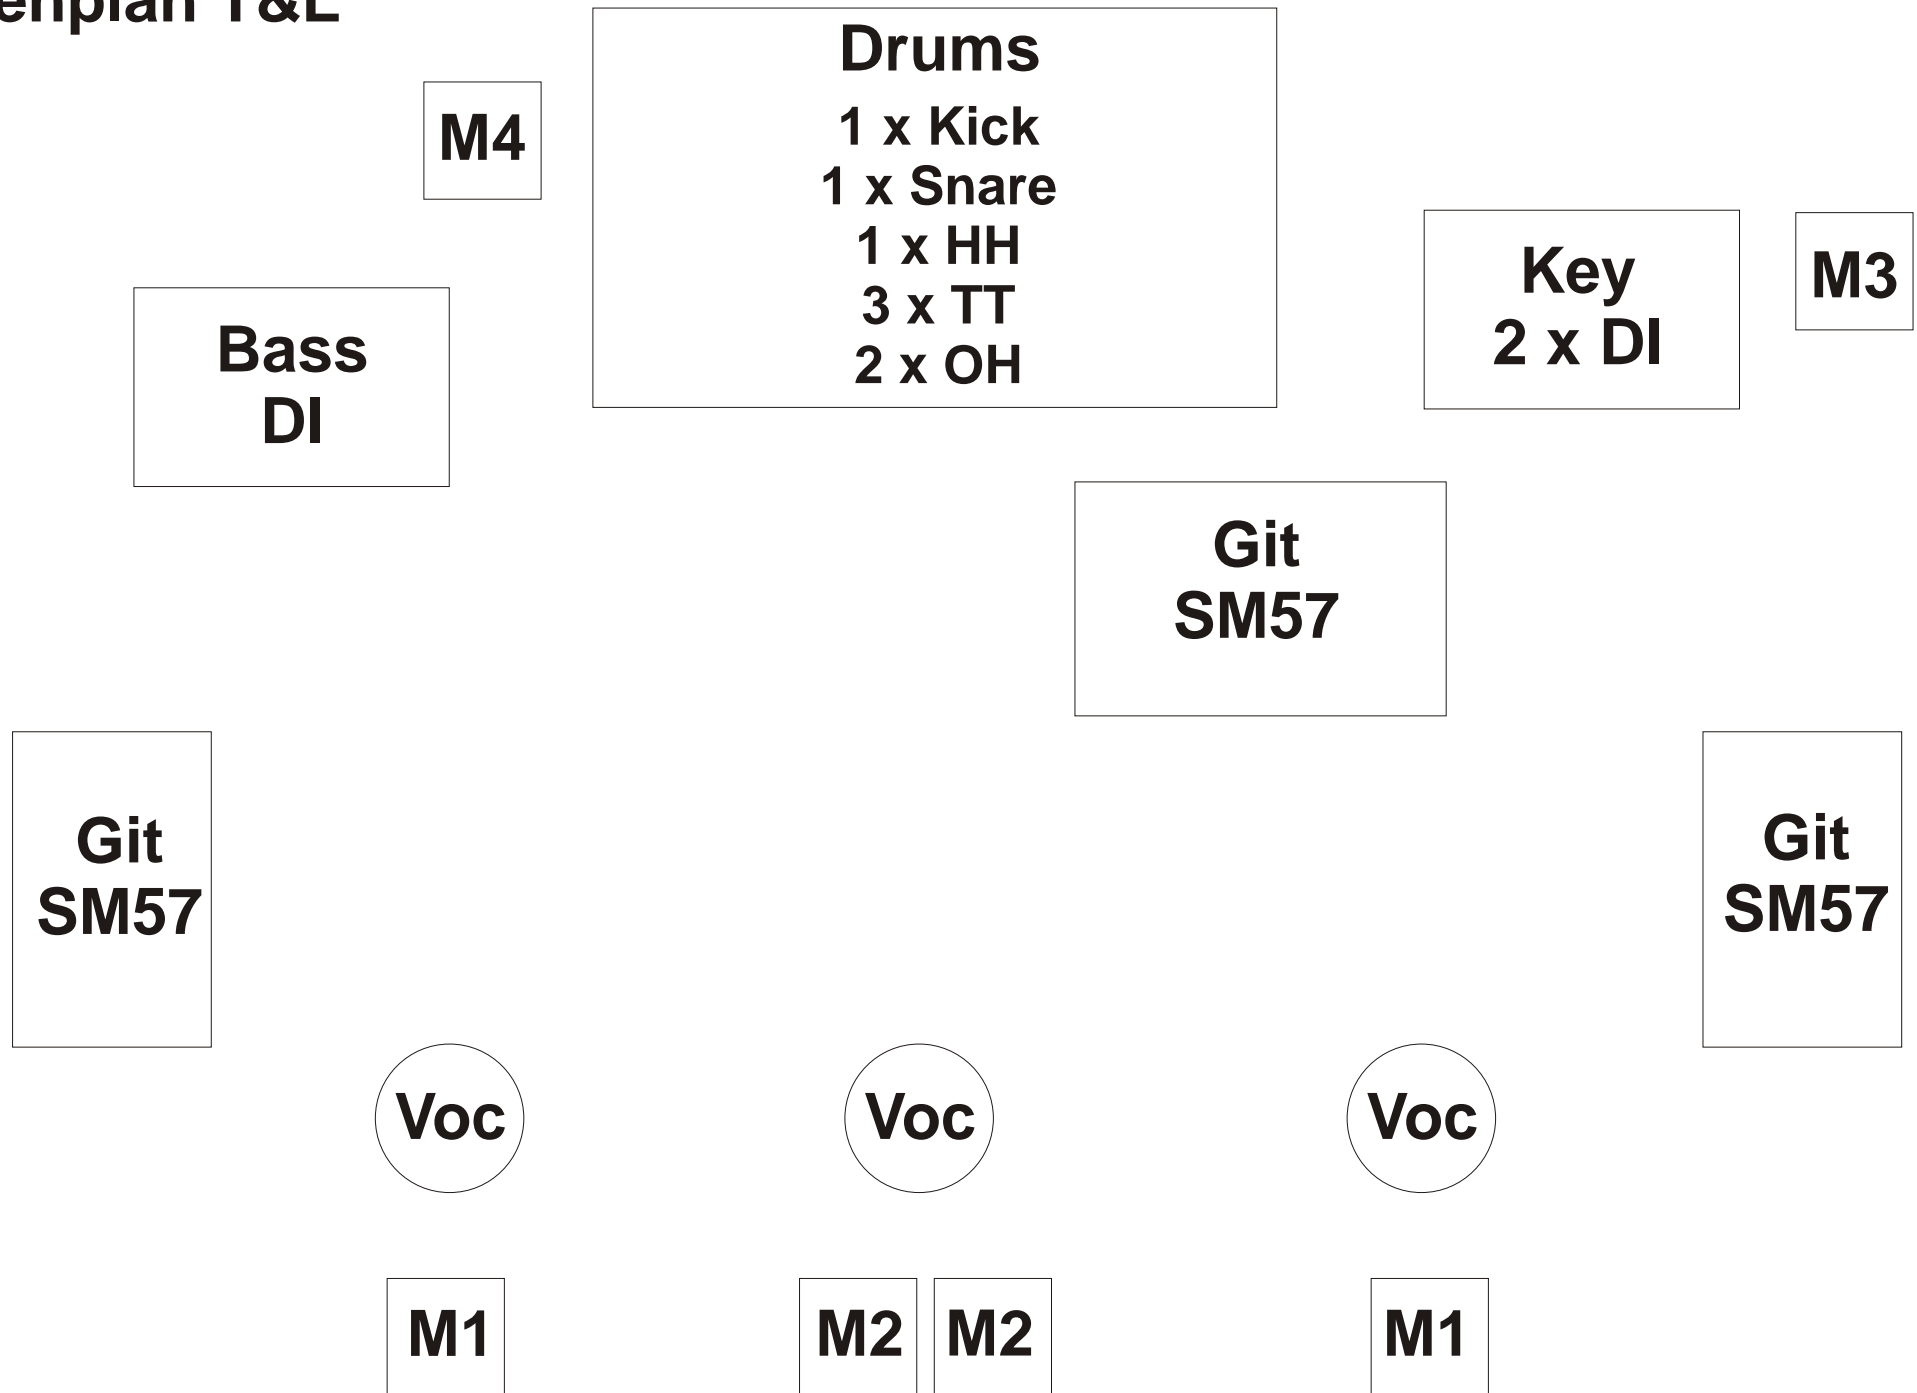 Drums
1 x Kick
1 x Snare
1 x HH
3 x TT
2 x OH
M4
Key
2 x DI
M3
Bass
DI
Git
SM57
Git
SM57
Git
SM57
Voc
Voc
Voc
M1
M2
M2
M1